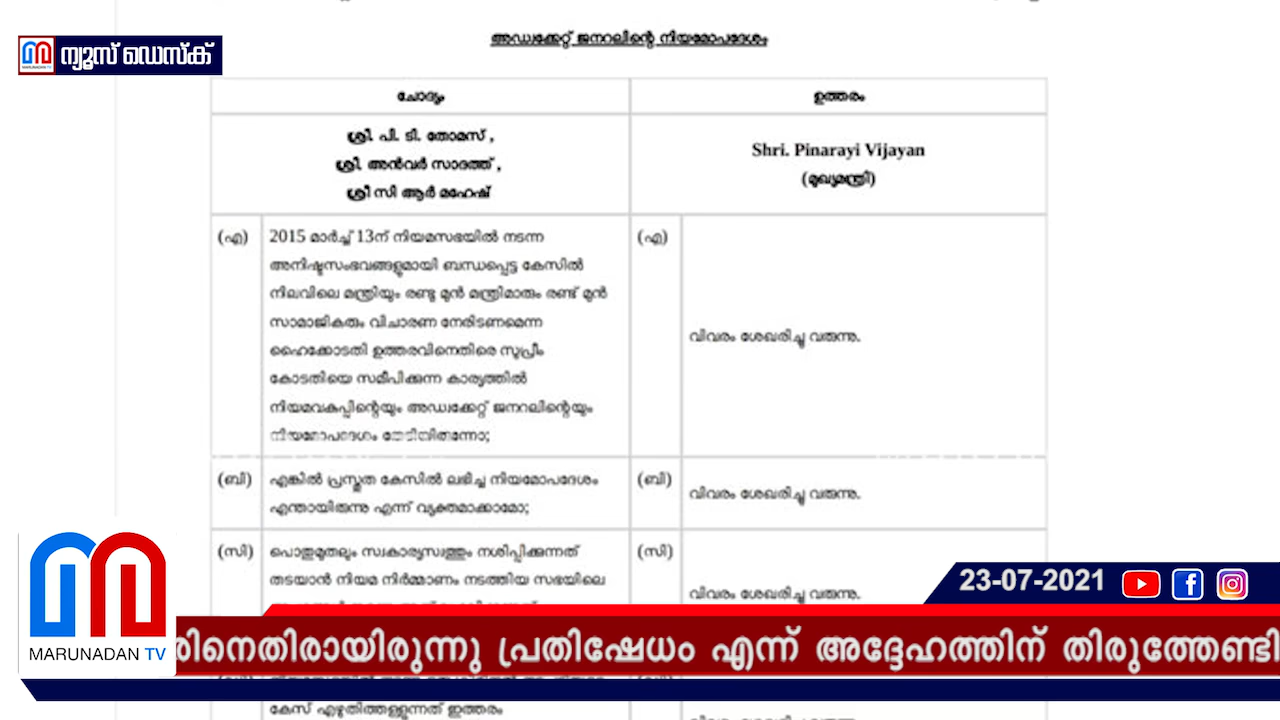 അഡ്വക്കേറ്റ് ജനറലിന്റെ നിയമോപദേശം
ന്യൂസ് ഡെസ്ക്
ചോദ്യം
ഉത്തരം
ശ്രീ. പി. ടി. തോമസ് ,
ശ്രീ. അൻവർ സാദത്ത് ,
ശ്രീ സി ആർ മഹേഷ്
Shri. Pinarayi Vijayan
(മുഖ്യമന്ത്രി)
(എ)
2015 മാർച്ച് 13ന് നിയമസഭയിൽ നടന്ന
അനിഷ്ടസംഭവങ്ങളുമായി ബന്ധപ്പെട്ട കേസിൽ
നിലവിലെ മന്ത്രിയും രണ്ടു മുൻ മന്ത്രിമാരും രണ്ട് മുൻ
സാമാജികരും വിചാരണ നേരിടണമെന്ന
ഹൈക്കോടതി ഉത്തരവിനെതിരെ സുപ്രീം
കോടതിയെ സമീപിക്കുന്ന കാര്യത്തിൽ
നിയമവകുപ്പിന്റെയും അഡ്വക്കേറ്റ് ജനറലിന്റെയും
നിയമോപദേശം തേടിയിരുന്നോ;
(എ)
വിവരം ശേഖരിച്ചു വരുന്നു.
(ബി)
എങ്കിൽ പ്രസ്തുത കേസിൽ ലഭിച്ച നിയമോപദേശം
എന്തായിരുന്നു എന്ന് വ്യക്തമാക്കാമോ;
(ബി)
വിവരം ശേഖരിച്ചു വരുന്നു.
(സി)
പൊതുമുതലും സ്വകാര്യസ്വത്തും നശിപ്പിക്കുന്നത്
തടയാൻ നിയമ നിർമ്മാണം നടത്തിയ സഭയിലെ
(സി)
വിവരം ശേഖരിച്ചു വരുന്നു.
23-07-2021
MARUNADAN TV
രിനെതിരായിരുന്നു പ്രതിഷേധം എന്ന് അദ്ദേഹത്തിന് തിരുത്തേണ്ടി
കേസ് എഴുതിത്തള്ളുന്നത് ഇത്തരം